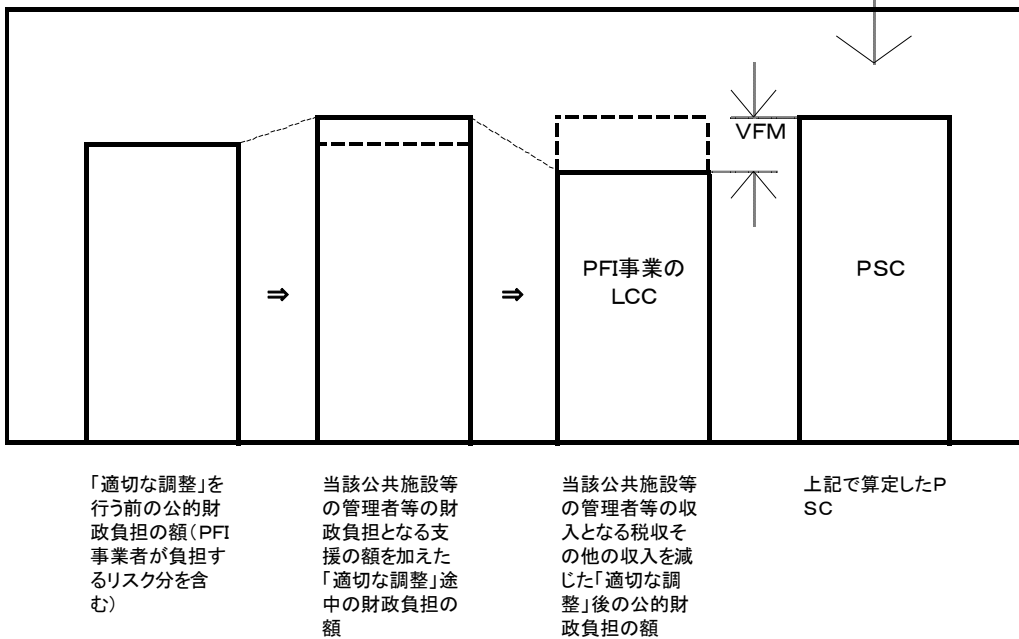 VFM
⇒
⇒
PFI事業の
LCC
PSC
「適切な調整」を
行う前の公的財
政負担の額(PFI
事業者が負担す
るリスク分を含
む)
当該公共施設等
の管理者等の財
政負担となる支
援の額を加えた
「適切な調整」途
中の財政負担の
額
当該公共施設等
の管理者等の収
入となる税収そ
の他の収入を減
じた「適切な調
整」後の公的財
政負担の額
上記で算定したP
SC